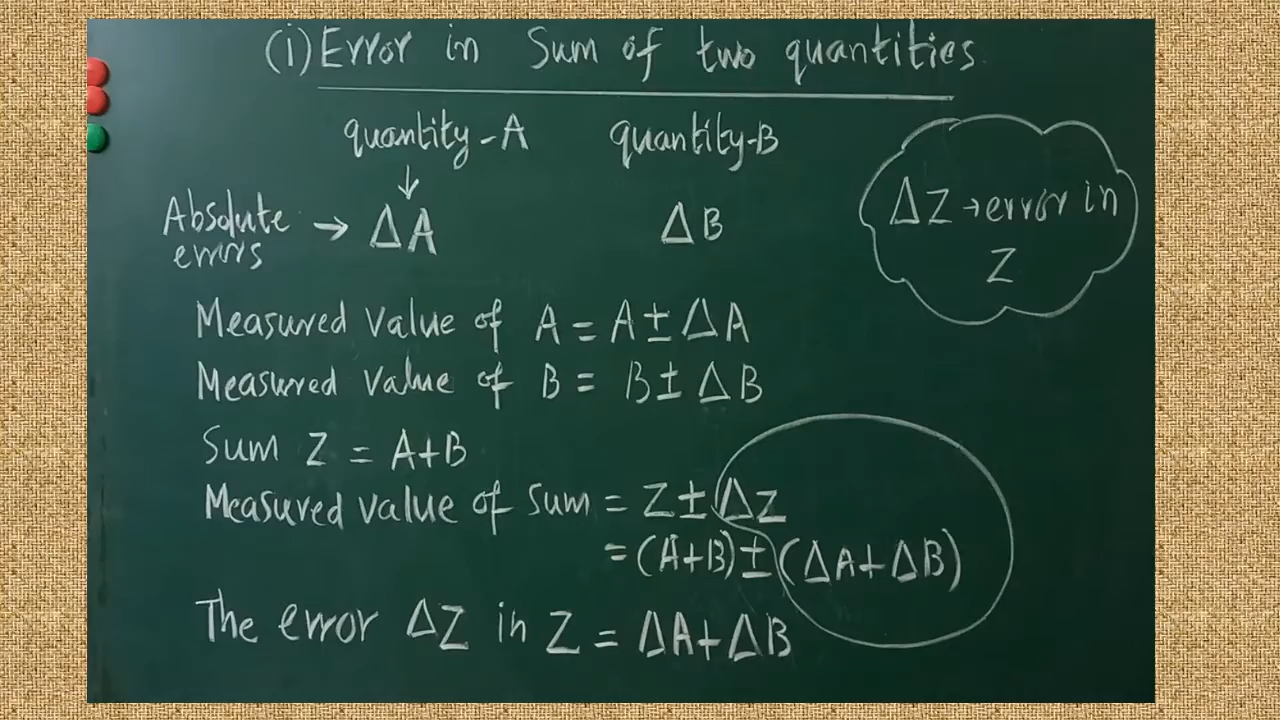 (i) Error in Sum of two quantities
quantity-A quantity-B
↓
Absolute errors → ΔA ΔB
ΔZ → error in
Z
Measured value of A = A ± ΔA
Measured value of B = B ± ΔB
Sum Z = A+B
Measured value of Sum = Z ± ΔZ
= (A+B) ± (ΔA+ΔB)
The error ΔZ in Z = ΔA+ΔB